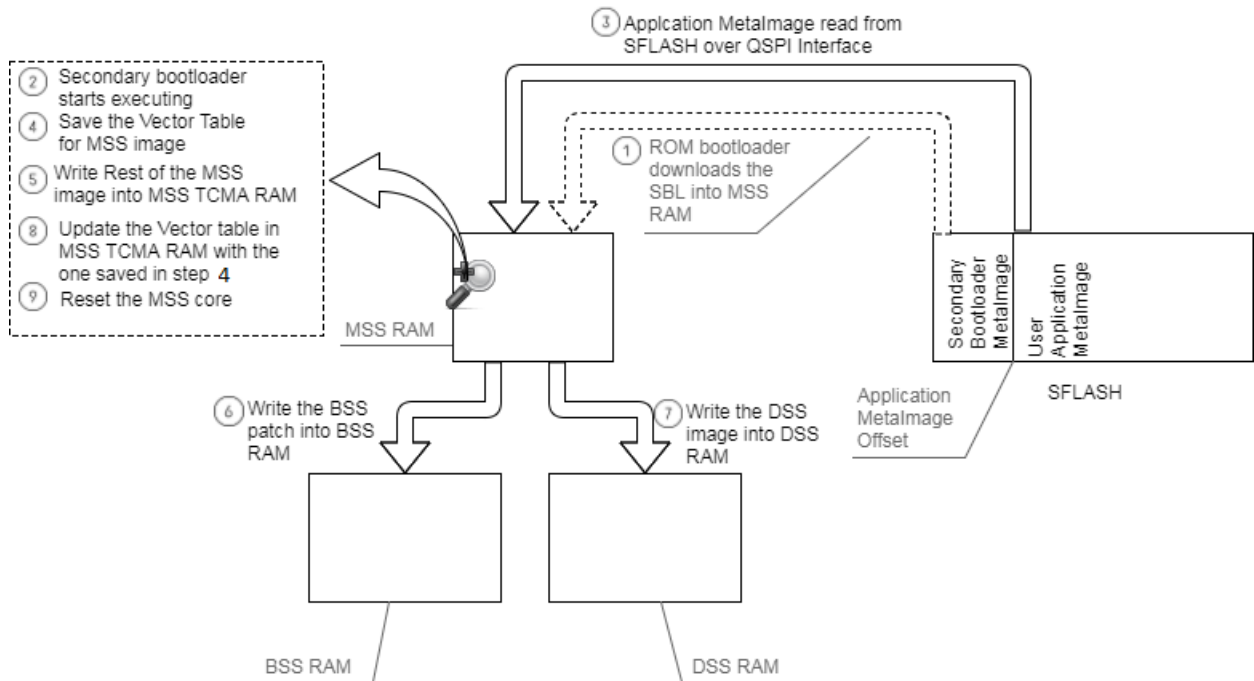 3 Applcation MetaImage read from
SFLASH over QSPI Interface
2 Secondary bootloader
starts executing
4 Save the Vector Table
for MSS image
5 Write Rest of the MSS
image into MSS TCMA RAM
8 Update the Vector table in
MSS TCMA RAM with the
one saved in step 4
9 Reset the MSS core
1 ROM bootloader
downloads the
SBL into MSS
RAM
MSS RAM
Secondary
Bootloader
MetaImage
User
Application
MetaImage
SFLASH
Application
MetaImage
Offset
6 Write the BSS
patch into BSS
RAM
7 Write the DSS
image into DSS
RAM
BSS RAM
DSS RAM